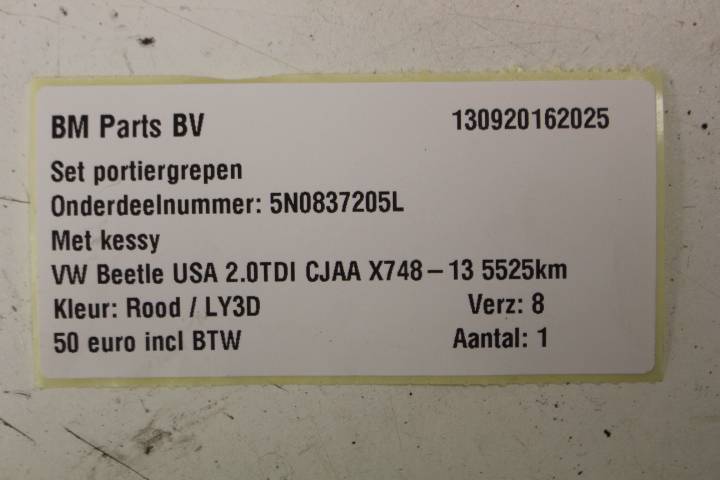 BM Parts BV 130920162025
Set portiergrepen
Onderdeelnummer: 5N0837205L
Met kessy
VW Beetle USA 2.0TDI CJAA X748 – 13 5525km
Kleur: Rood / LY3D Verz: 8
50 euro incl BTW Aantal: 1